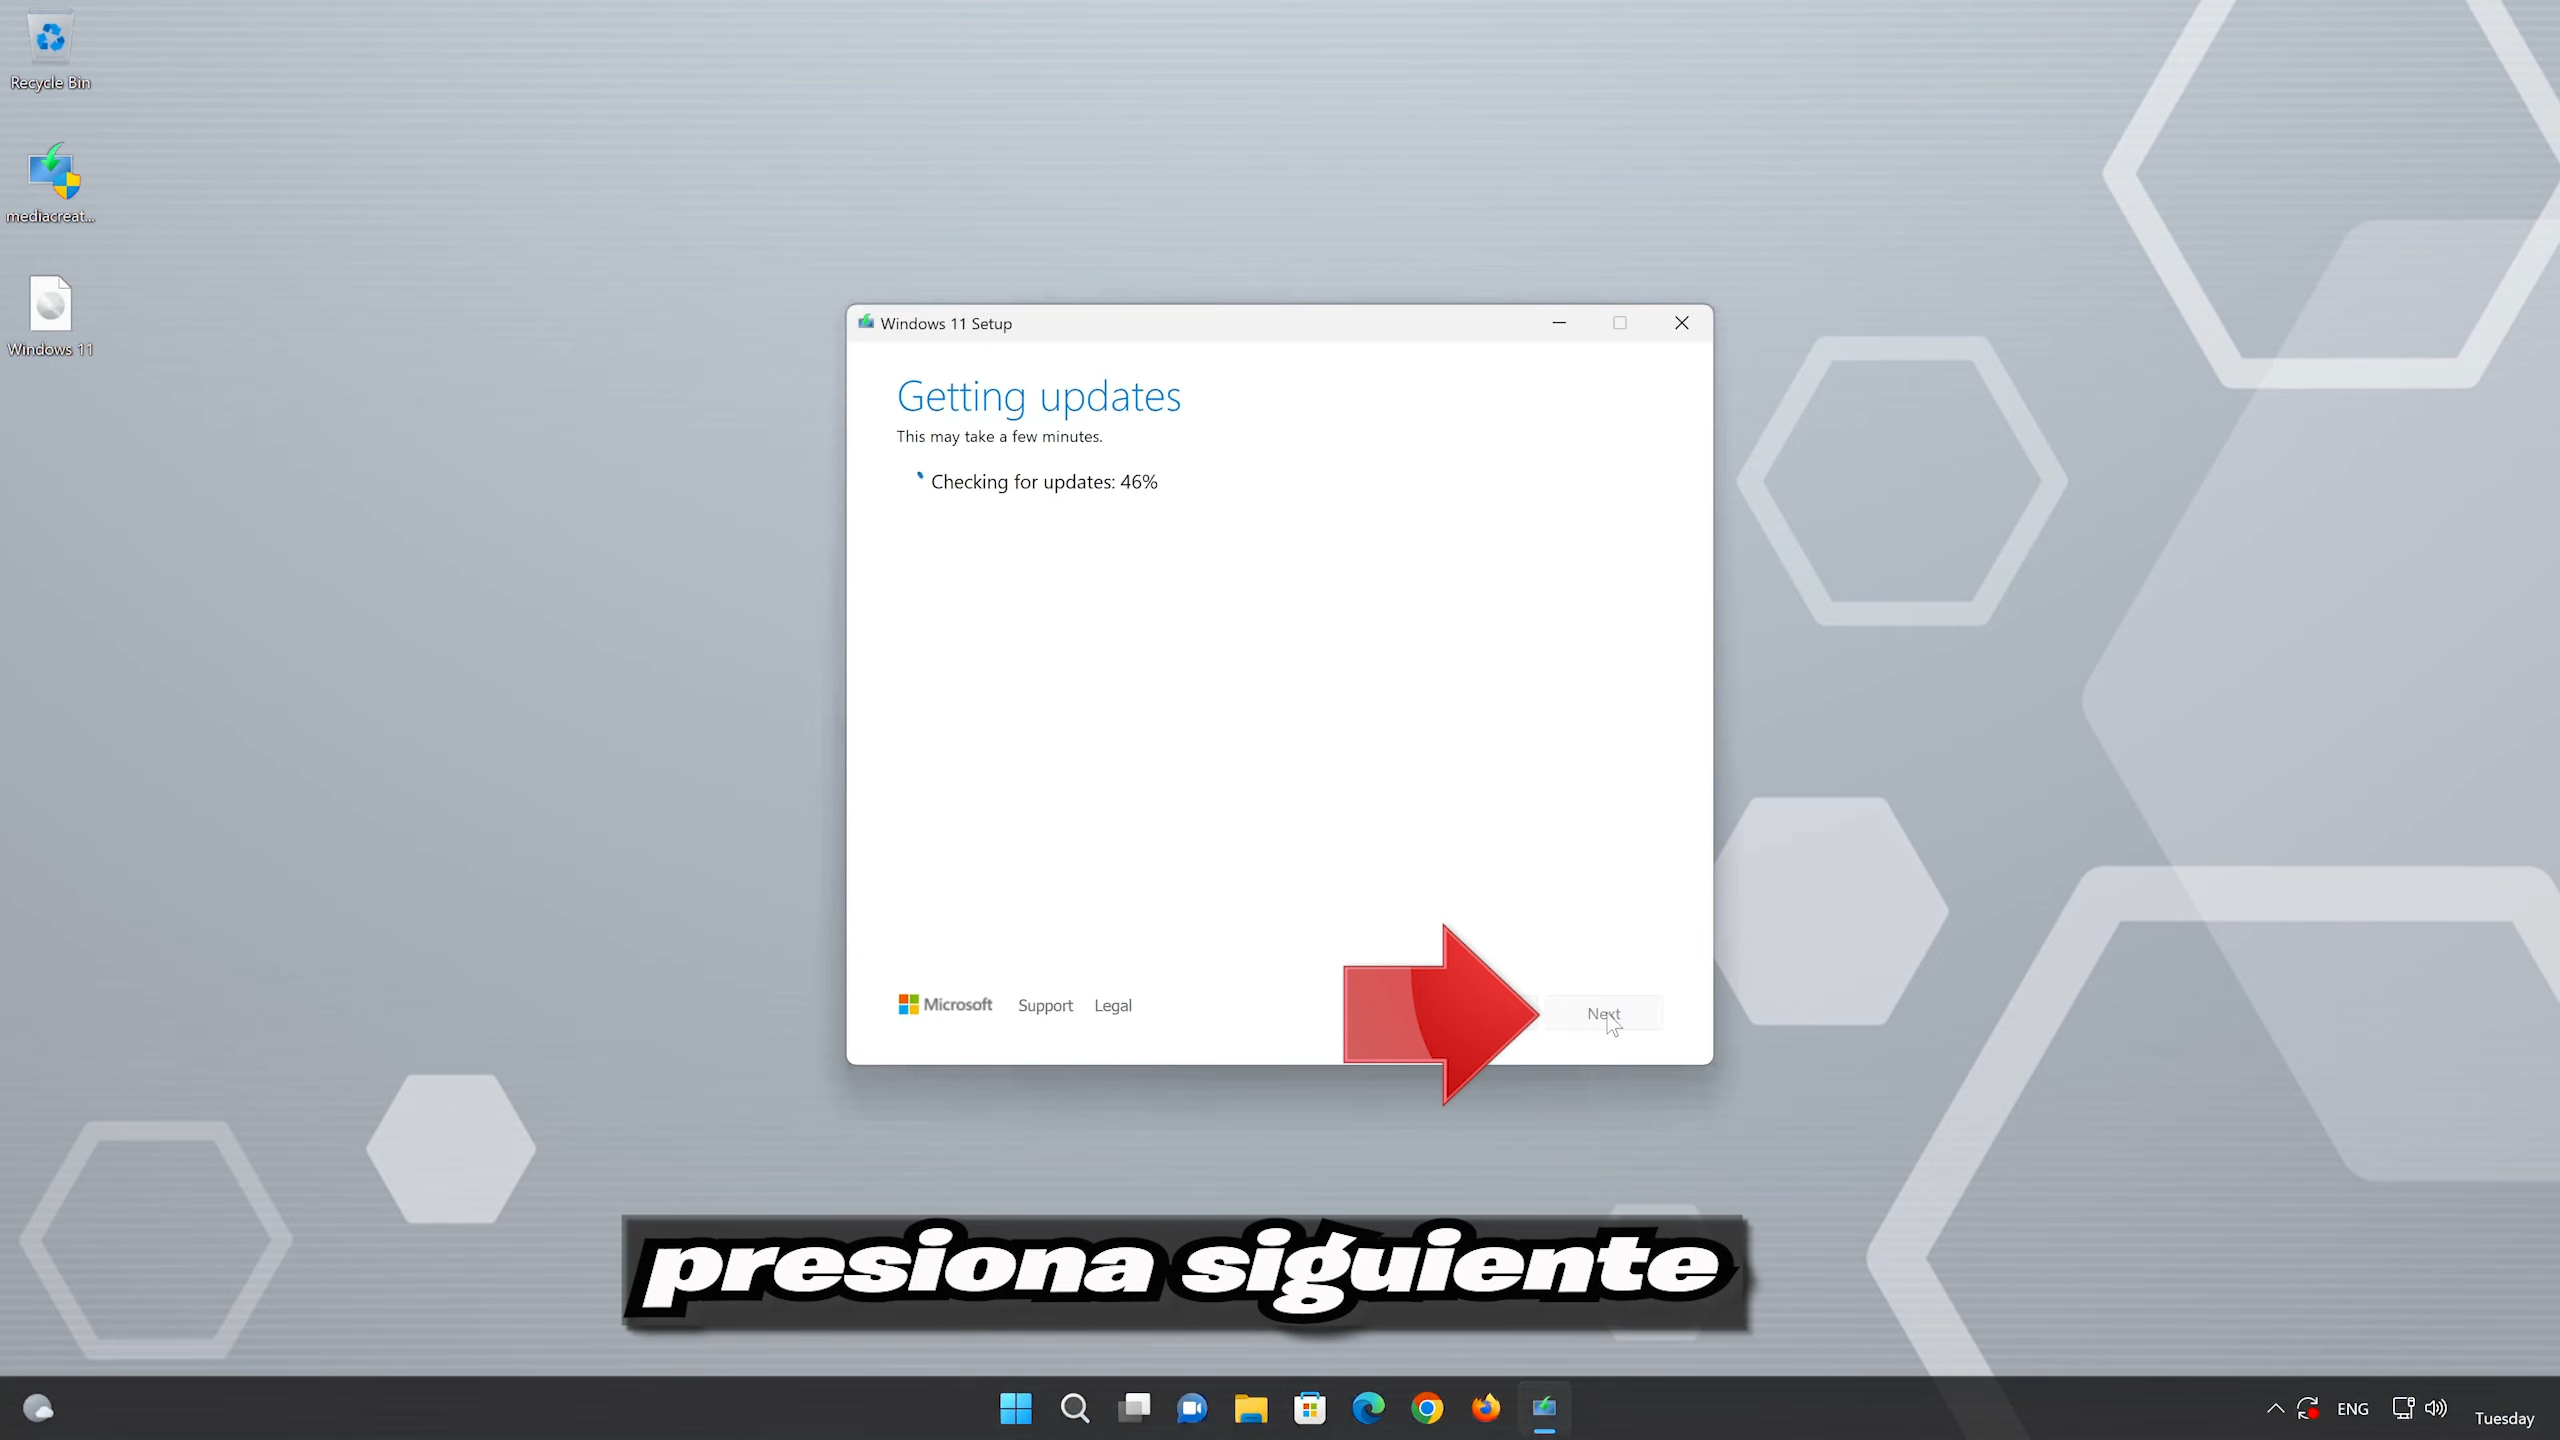 Recycle Bin
mediacreat...
Windows 11
Windows 11 Setup
Getting updates
This may take a few minutes.
Checking for updates: 46%
Microsoft Support Legal
Next
presiona siguiente
ENG
Tuesday